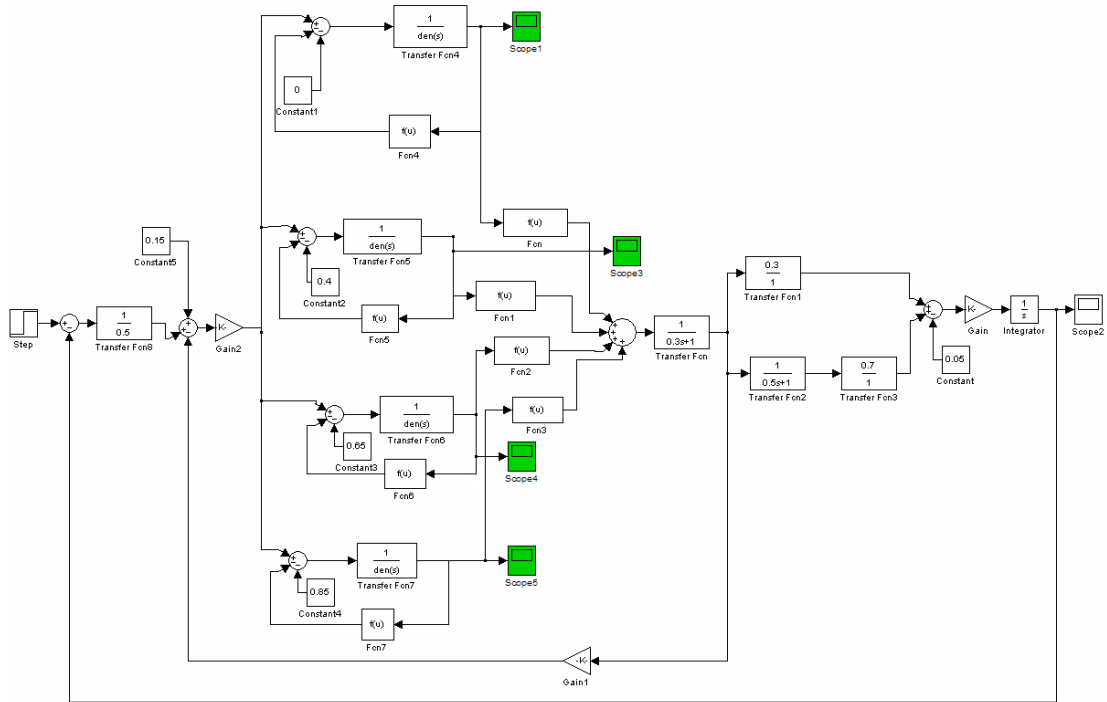 1
den(s)
Transfer Fcn4
Scope1
0
Constant1
f(u)
Fcn4
f(u)
Fcn
0.15
Constant5
1
den(s)
Transfer Fcn5
Scope3
0.4
Constant2
f(u)
Fcn1
f(u)
Fcn5
0.3
1
Transfer Fcn1
Step
1
0.5
Transfer Fcn8
K-
Gain2
1
0.3s+1
Transfer Fcn
K-
Gain
1
s
Integrator
Scope2
f(u)
Fcn2
1
0.5s+1
Transfer Fcn2
0.7
1
Transfer Fcn3
0.05
Constant
1
den(s)
Transfer Fcn6
f(u)
Fcn3
0.65
Constant3
f(u)
Fcn6
Scope4
1
den(s)
Transfer Fcn7
Scope5
0.85
Constant4
f(u)
Fcn7
-K-
Gain1